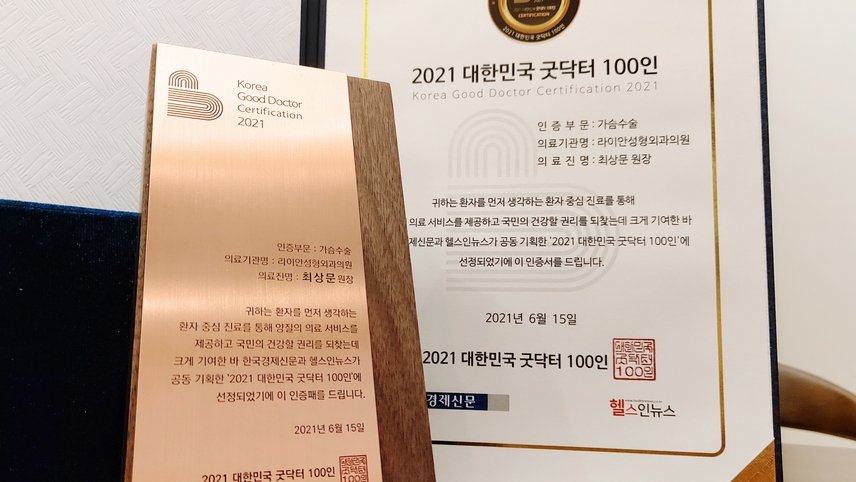 Korea
Good Doctor
Certification
2021
인증부문 : 가슴수술
의료기관명 : 라이안성형외과의원
의료진명 : 최상문 원장
귀하는 환자를 먼저 생각하는
환자 중심 진료를 통해 양질의 의료 서비스를
제공하고 국민의 건강할 권리를 되찾는데
크게 기여한 바 한국경제신문과 헬스인뉴스가
공동 기획한 '2021 대한민국 굿닥터 100인'에
선정되었기에 이 인증패를 드립니다.
2021년 6월 15일
2021 대한민국 굿닥터 100인
CERTIFICATION
2021 대한민국 굿닥터 100인
2021 대한민국 굿닥터 100인
Korea Good Doctor Certification 2021
인 증 부 문 : 가슴수술
의료기관명 : 라이안성형외과의원
의 료 진 명 : 최상문 원장
귀하는 환자를 먼저 생각하는 환자 중심 진료를 통해
의료 서비스를 제공하고 국민의 건강할 권리를 되찾는데 크게 기여한 바
제신문과 헬스인뉴스가 공동 기획한 '2021 대한민국 굿닥터 100인'에
선정되었기에 이 인증서를 드립니다.
2021년 6월 15일
2021 대한민국 굿닥터 100인
경제신문
헬스인뉴스